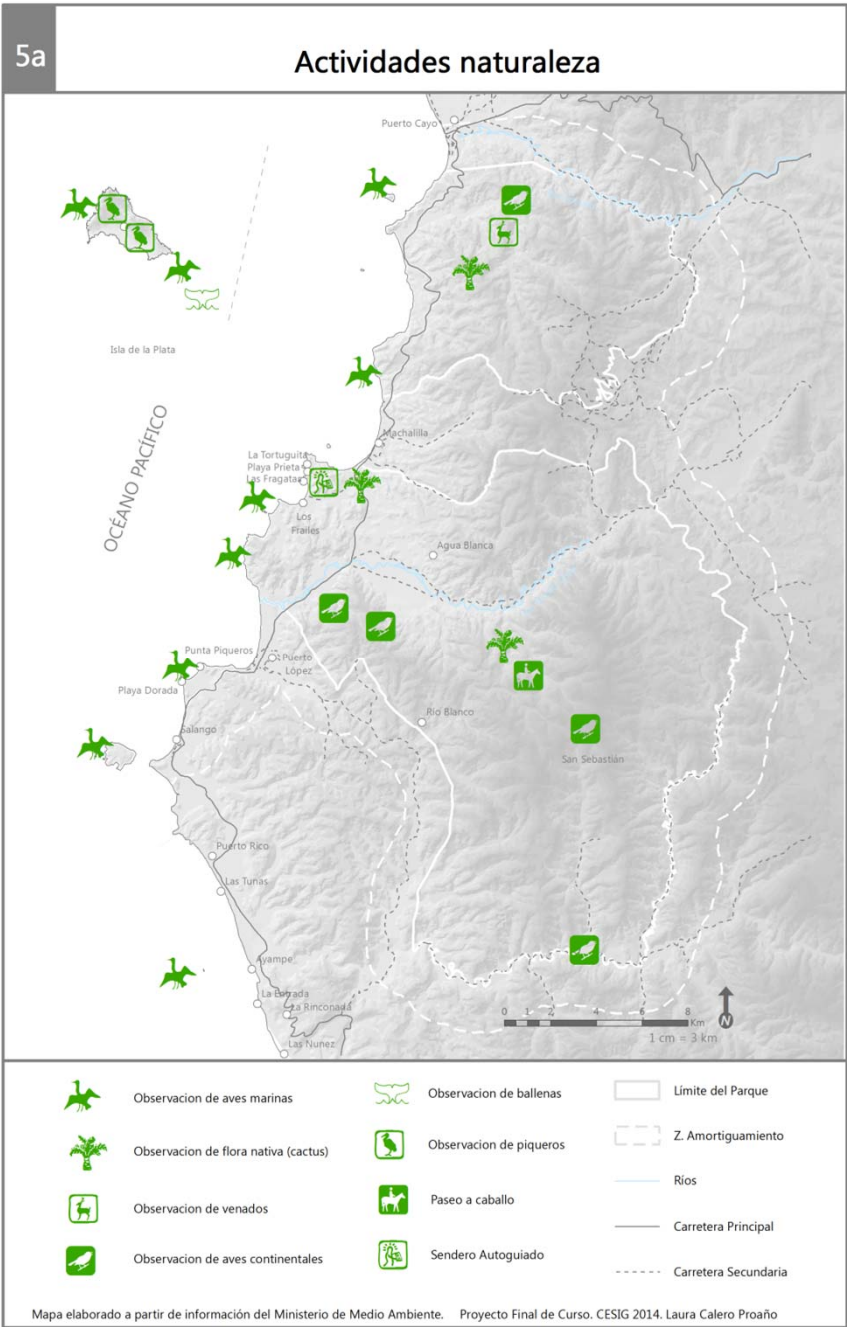 5a
Actividades naturaleza
Puerto Cayo
Isla de la Plata
OCÉANO PACÍFICO
Machalilla
La Tortuguita
Playa Prieta
Las Fragatas
Los
Frailes
Agua Blanca
Punta Piqueros
Puerto
López
Playa Dorada
Río Blanco
Salango
San Sebastián
Puerto Rico
Las Tunas
Ayampe
La Entrada
La Rinconada
Las Nunez
0 1 2 4 6 8
Km
1 cm = 3 km
N
Observacion de aves marinas
Observacion de flora nativa (cactus)
Observacion de venados
Observacion de aves continentales
Observacion de ballenas
Observacion de piqueros
Paseo a caballo
Sendero Autoguiado
Límite del Parque
Z. Amortiguamiento
Ríos
Carretera Principal
Carretera Secundaria
Mapa elaborado a partir de información del Ministerio de Medio Ambiente. Proyecto Final de Curso. CESIG 2014. Laura Calero Proaño